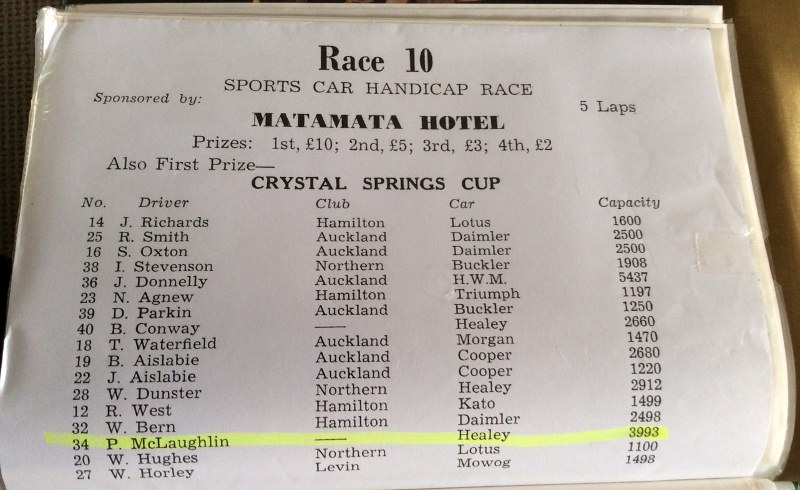 Race 10
SPORTS CAR HANDICAP RACE
Sponsored by: 5 Laps
MATAMATA HOTEL
Prizes: 1st, £10; 2nd, £5; 3rd, £3; 4th, £2
Also First Prize—
CRYSTAL SPRINGS CUP
No. Driver Club Car Capacity
14 J. Richards Hamilton Lotus 1600
25 R. Smith Auckland Daimler 2500
16 S. Oxton Auckland Daimler 2500
38 I. Stevenson Northern Buckler 1908
36 J. Donnelly Auckland H.W.M. 5437
23 N. Agnew Hamilton Triumph 1197
39 D. Parkin Auckland Buckler 1250
40 B. Conway —— Healey 2660
18 T. Waterfield Auckland Morgan 1470
19 B. Aislabie Auckland Cooper 2680
22 J. Aislabie Auckland Cooper 1220
28 W. Dunster Northern Healey 2912
12 R. West Hamilton Kato 1499
32 W. Bern Hamilton Daimler 2498
34 P. McLaughlin —— Healey 3993
20 W. Hughes Northern Lotus 1100
27 W. Horley Levin Mowog 1498